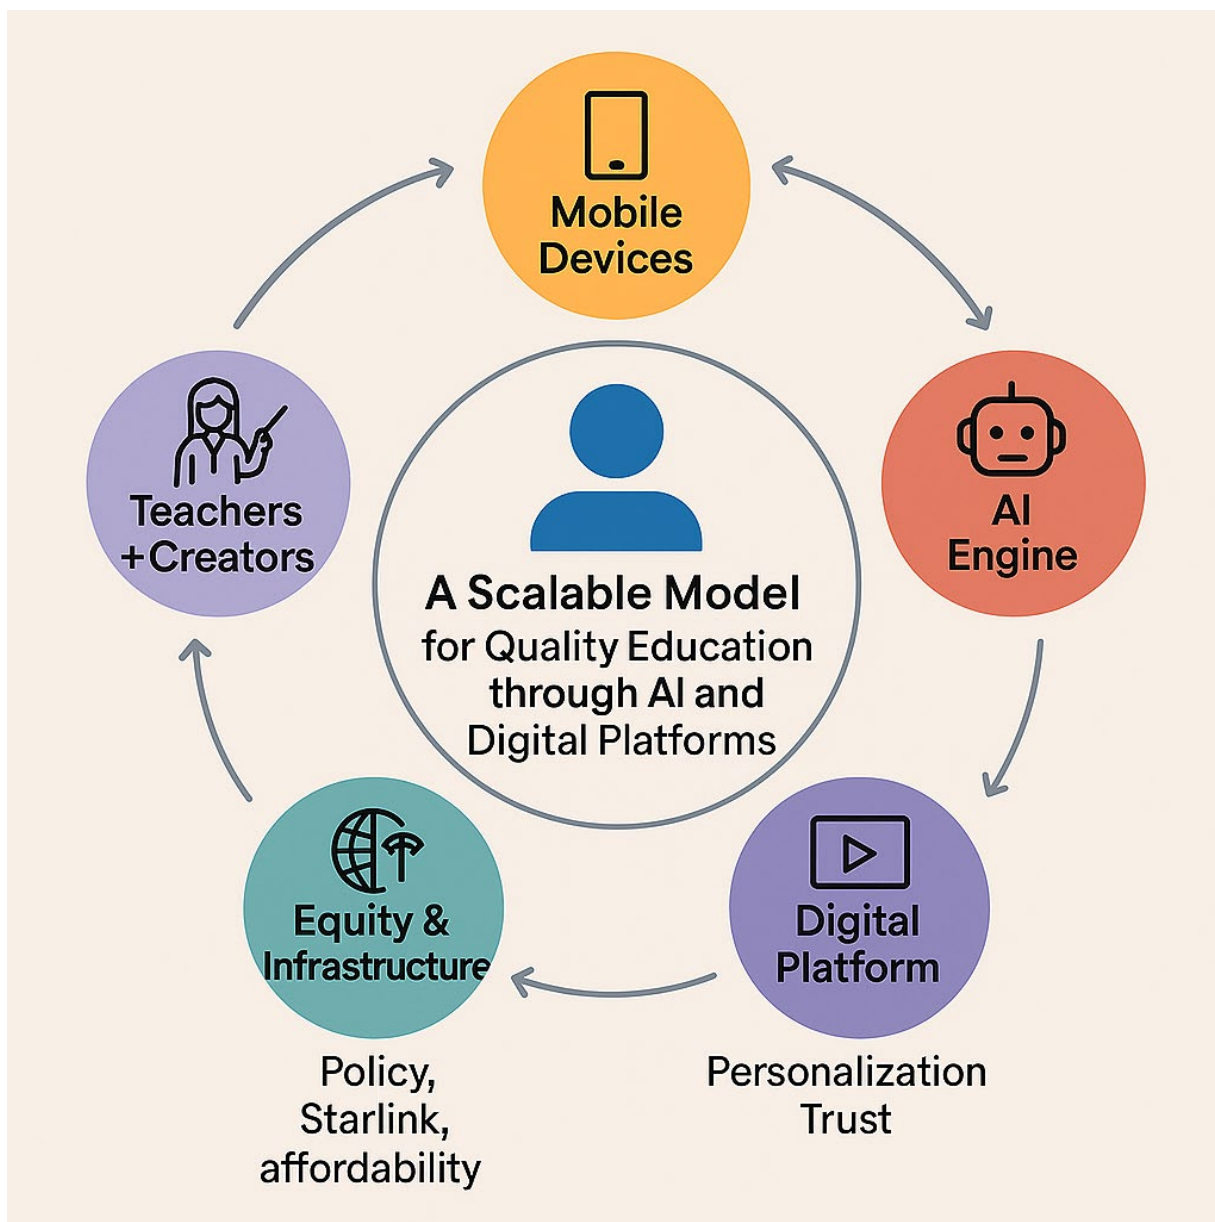 Mobile
Devices
AI
Engine
Digital
Platform
Personalization
Trust
Equity &
Infrastructure
Policy,
Starlink,
affordability
Teachers
+Creators
A Scalable Model
for Quality Education
through AI and
Digital Platforms